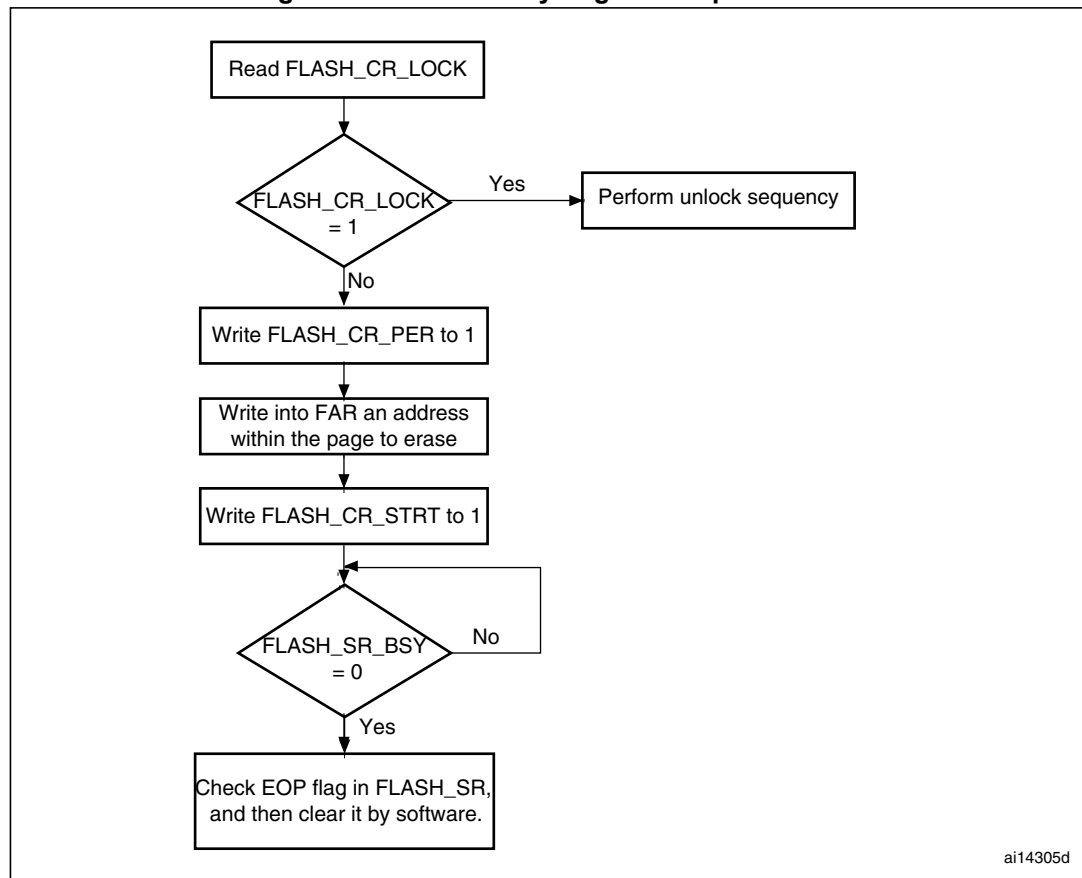 Read FLASH_CR_LOCK
FLASH_CR_LOCK
= 1
Yes
Perform unlock sequency
No
Write FLASH_CR_PER to 1
Write into FAR an address
within the page to erase
Write FLASH_CR_STRT to 1
FLASH_SR_BSY
= 0
No
Yes
Check EOP flag in FLASH_SR,
and then clear it by software.
ai14305d